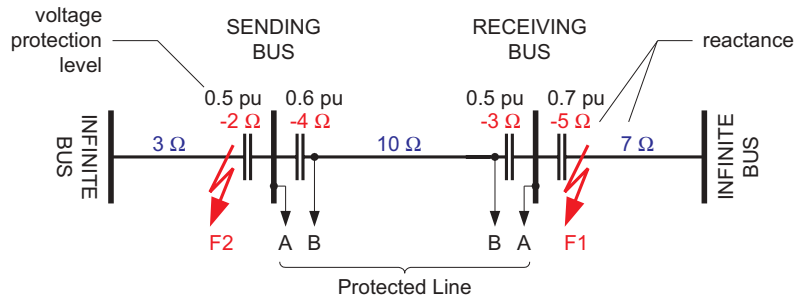 voltage
protection
level
SENDING
BUS
RECEIVING
BUS
reactance
0.5 pu
-2 Ω
0.6 pu
-4 Ω
0.5 pu
-3 Ω
0.7 pu
-5 Ω
INFINITE
BUS
3 Ω
10 Ω
7 Ω
INFINITE
BUS
F2
A
B
B
A
F1
Protected Line